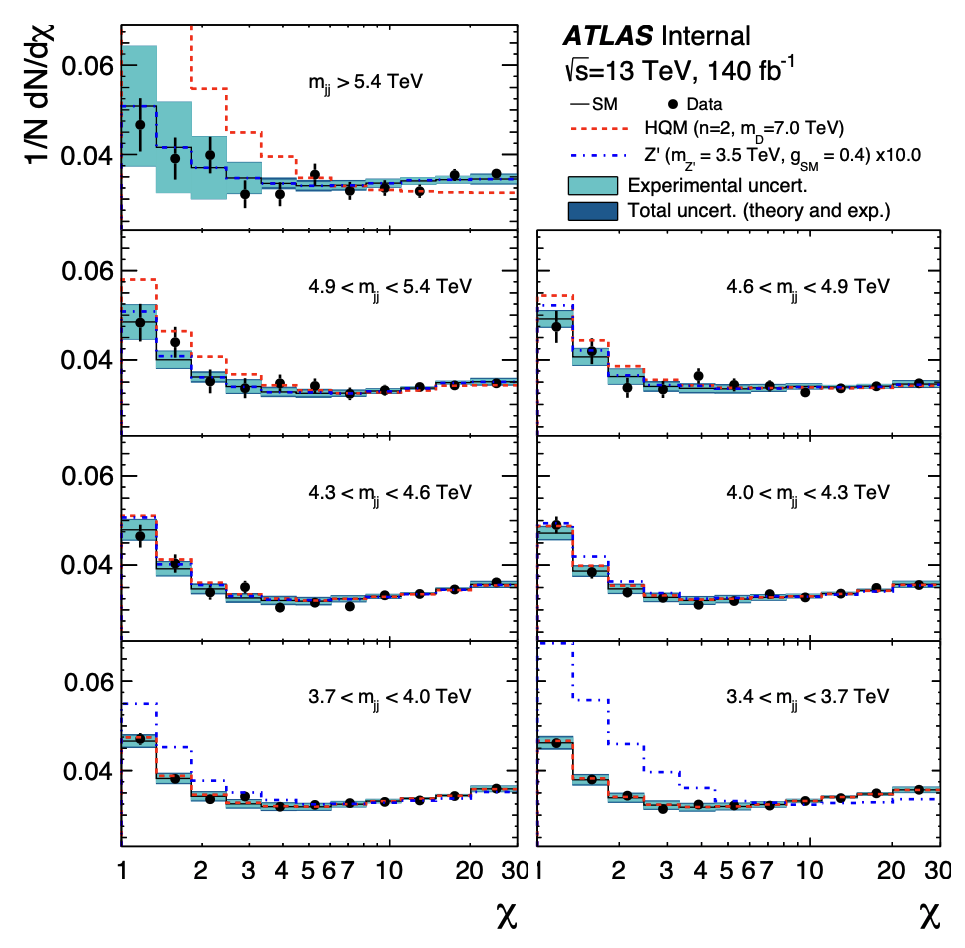 1/N dN/dχ
ATLAS Internal
√s=13 TeV, 140 fb⁻¹
SM Data
HQM (n=2, m_D=7.0 TeV)
Z' (m_Z' = 3.5 TeV, g_SM = 0.4) x10.0
Experimental uncert.
Total uncert. (theory and exp.)
m_jj > 5.4 TeV
0.06
0.04
4.9 < m_jj < 5.4 TeV
0.06
0.04
4.6 < m_jj < 4.9 TeV
4.3 < m_jj < 4.6 TeV
0.06
0.04
4.0 < m_jj < 4.3 TeV
3.7 < m_jj < 4.0 TeV
0.06
0.04
3.4 < m_jj < 3.7 TeV
1 2 3 4 5 6 7 10 20 30
1 2 3 4 5 6 7 10 20 30
χ
χ